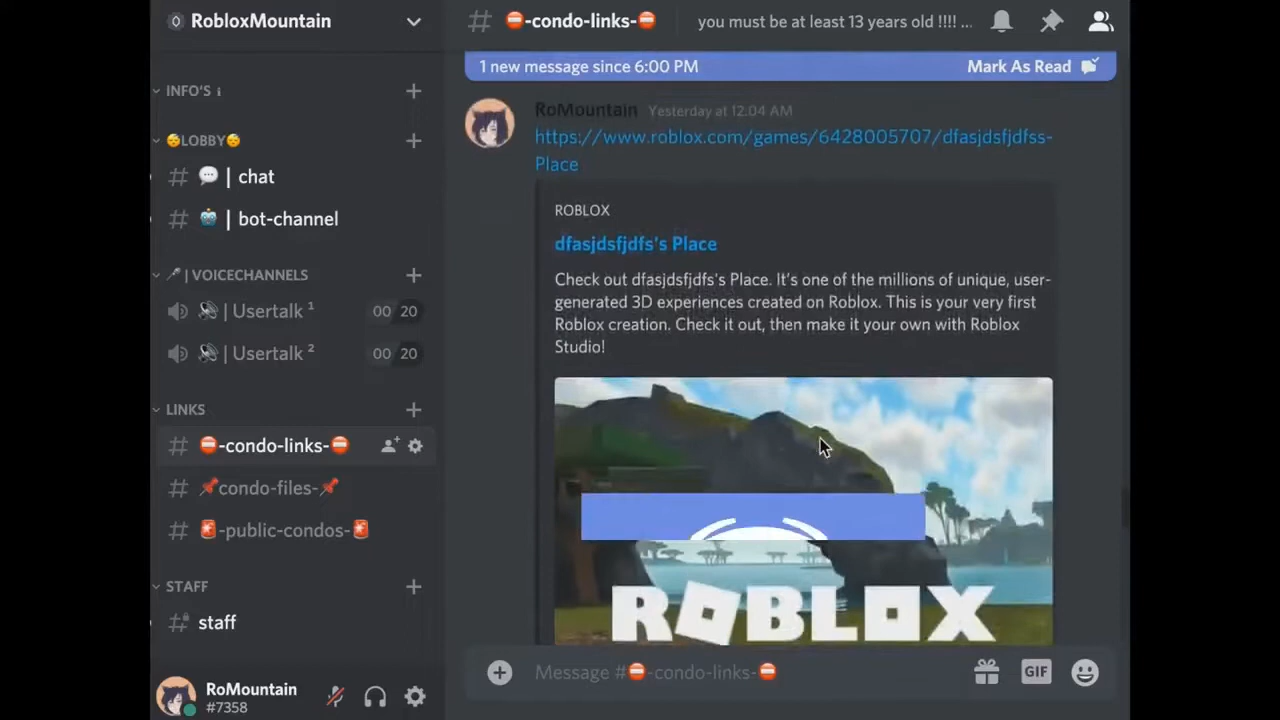 RobloxMountain
INFO'S ℹ
😴LOBBY😴
# 💬 | chat
# 🤖 | bot-channel
🎤 | VOICECHANNELS
🔊 | Usertalk ¹ 00 20
🔊 | Usertalk ² 00 20
LINKS
# ⛔-condo-links-⛔
# 📌condo-files-📌
# 🚨-public-condos-🚨
STAFF
# staff
RoMountain
#7358
# ⛔-condo-links-⛔ you must be at least 13 years old !!!! ...
1 new message since 6:00 PM Mark As Read
RoMountain Yesterday at 12.04 AM
https://www.roblox.com/games/6428005707/dfasjdsfjdfss-
Place
ROBLOX
dfasjdsfjdfs's Place
Check out dfasjdsfjdfs's Place. It's one of the millions of unique, user-
generated 3D experiences created on Roblox. This is your very first
Roblox creation. Check it out, then make it your own with Roblox
Studio!
ROBLOX
Message #⛔-condo-links-⛔
GIF